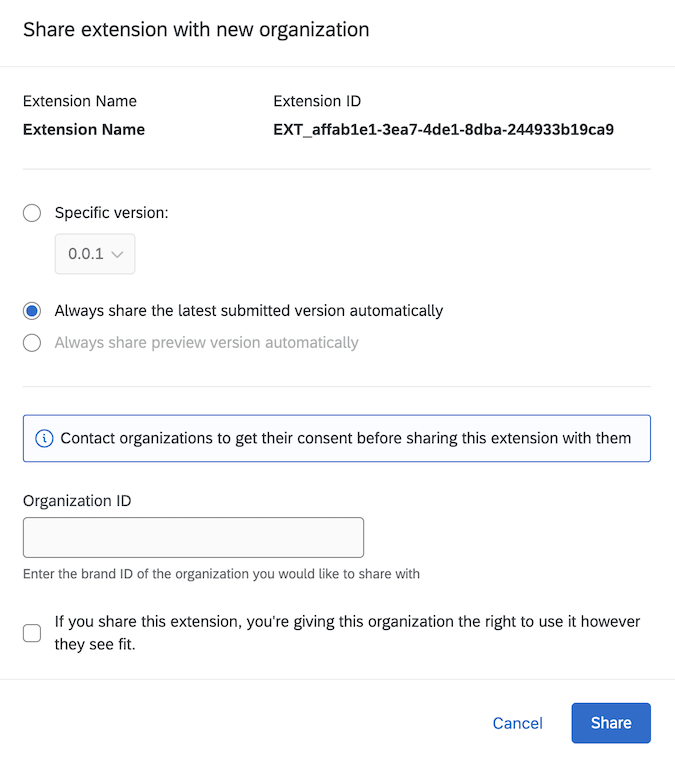 Share extension with new organization
Extension Name
Extension ID
Extension Name
EXT_affab1e1-3ea7-4de1-8dba-244933b19ca9
Specific version:
0.0.1
Always share the latest submitted version automatically
Always share preview version automatically
Contact organizations to get their consent before sharing this extension with them
Organization ID
Enter the brand ID of the organization you would like to share with
If you share this extension, you're giving this organization the right to use it however
they see fit.
Cancel
Share